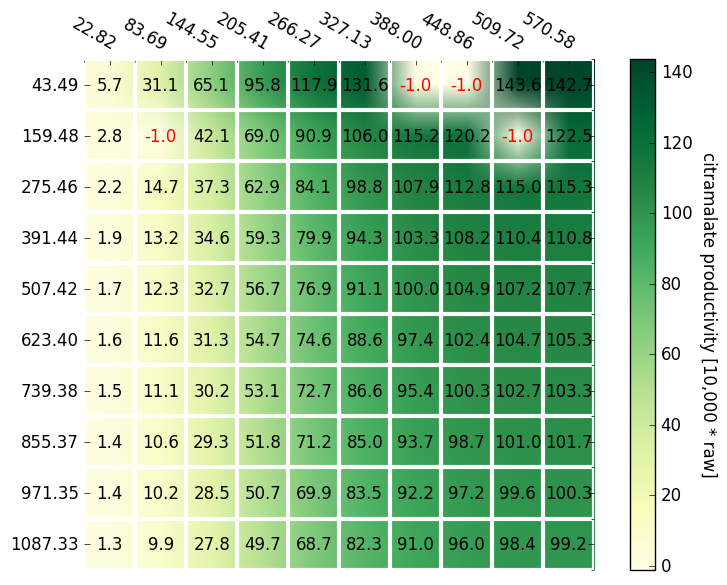 22.82 83.69 144.55 205.41 266.27 327.13 388.00 448.86 509.72 570.58
43.49 5.7 31.1 65.1 95.8 117.9 131.6 -1.0 -1.0 143.6 142.7
159.48 2.8 -1.0 42.1 69.0 90.9 106.0 115.2 120.2 -1.0 122.5
275.46 2.2 14.7 37.3 62.9 84.1 98.8 107.9 112.8 115.0 115.3
391.44 1.9 13.2 34.6 59.3 79.9 94.3 103.3 108.2 110.4 110.8
507.42 1.7 12.3 32.7 56.7 76.9 91.1 100.0 104.9 107.2 107.7
623.40 1.6 11.6 31.3 54.7 74.6 88.6 97.4 102.4 104.7 105.3
739.38 1.5 11.1 30.2 53.1 72.7 86.6 95.4 100.3 102.7 103.3
855.37 1.4 10.6 29.3 51.8 71.2 85.0 93.7 98.7 101.0 101.7
971.35 1.4 10.2 28.5 50.7 69.9 83.5 92.2 97.2 99.6 100.3
1087.33 1.3 9.9 27.8 49.7 68.7 82.3 91.0 96.0 98.4 99.2
140
120
100
80
60
40
20
0
citramalate productivity [10,000 * raw]